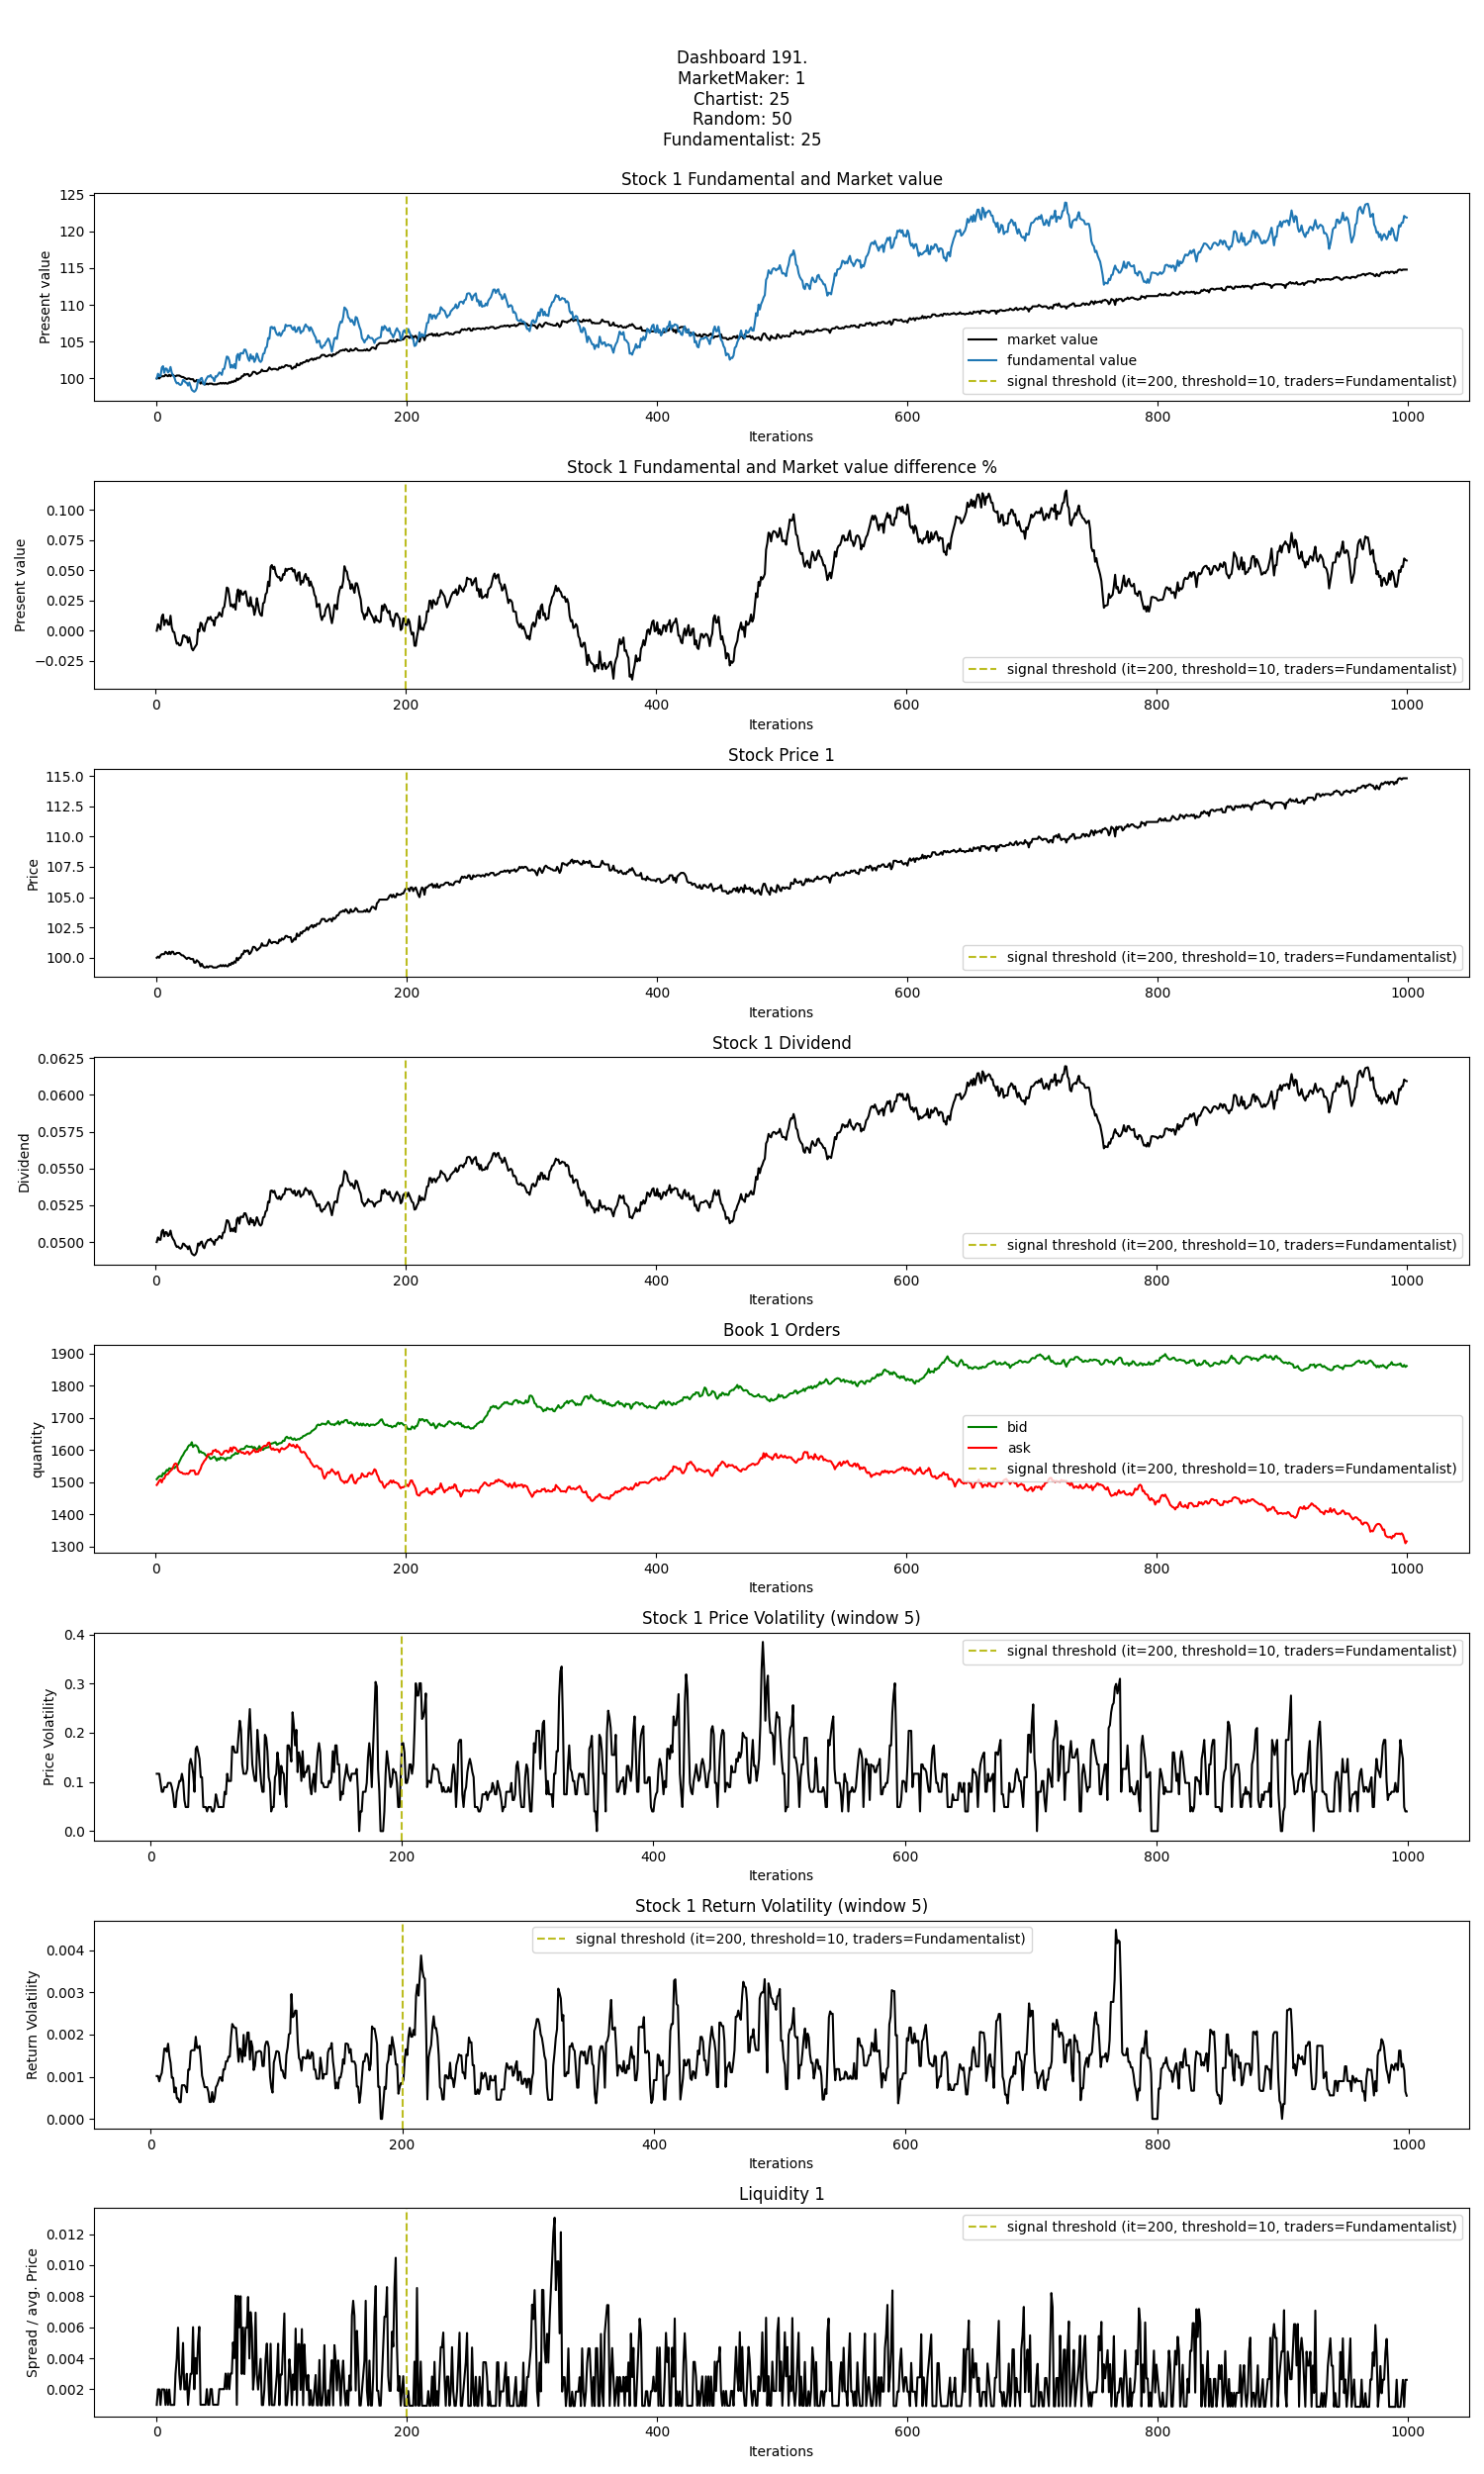 Dashboard 191.
MarketMaker: 1
Chartist: 25
Random: 50
Fundamentalist: 25
Stock 1 Fundamental and Market value
Present value
125
120
115
110
105
100
market value
fundamental value
signal threshold (it=200, threshold=10, traders=Fundamentalist)
0 200 400 600 800 1000
Iterations
Stock 1 Fundamental and Market value difference %
Present value
0.100
0.075
0.050
0.025
0.000
−0.025
signal threshold (it=200, threshold=10, traders=Fundamentalist)
0 200 400 600 800 1000
Iterations
Stock Price 1
Price
115.0
112.5
110.0
107.5
105.0
102.5
100.0
signal threshold (it=200, threshold=10, traders=Fundamentalist)
0 200 400 600 800 1000
Iterations
Stock 1 Dividend
Dividend
0.0625
0.0600
0.0575
0.0550
0.0525
0.0500
signal threshold (it=200, threshold=10, traders=Fundamentalist)
0 200 400 600 800 1000
Iterations
Book 1 Orders
quantity
1900
1800
1700
1600
1500
1400
1300
bid
ask
signal threshold (it=200, threshold=10, traders=Fundamentalist)
0 200 400 600 800 1000
Iterations
Stock 1 Price Volatility (window 5)
Price Volatility
0.4
0.3
0.2
0.1
0.0
signal threshold (it=200, threshold=10, traders=Fundamentalist)
0 200 400 600 800 1000
Iterations
Stock 1 Return Volatility (window 5)
Return Volatility
0.004
0.003
0.002
0.001
0.000
signal threshold (it=200, threshold=10, traders=Fundamentalist)
0 200 400 600 800 1000
Iterations
Liquidity 1
Spread / avg. Price
0.012
0.010
0.008
0.006
0.004
0.002
signal threshold (it=200, threshold=10, traders=Fundamentalist)
0 200 400 600 800 1000
Iterations